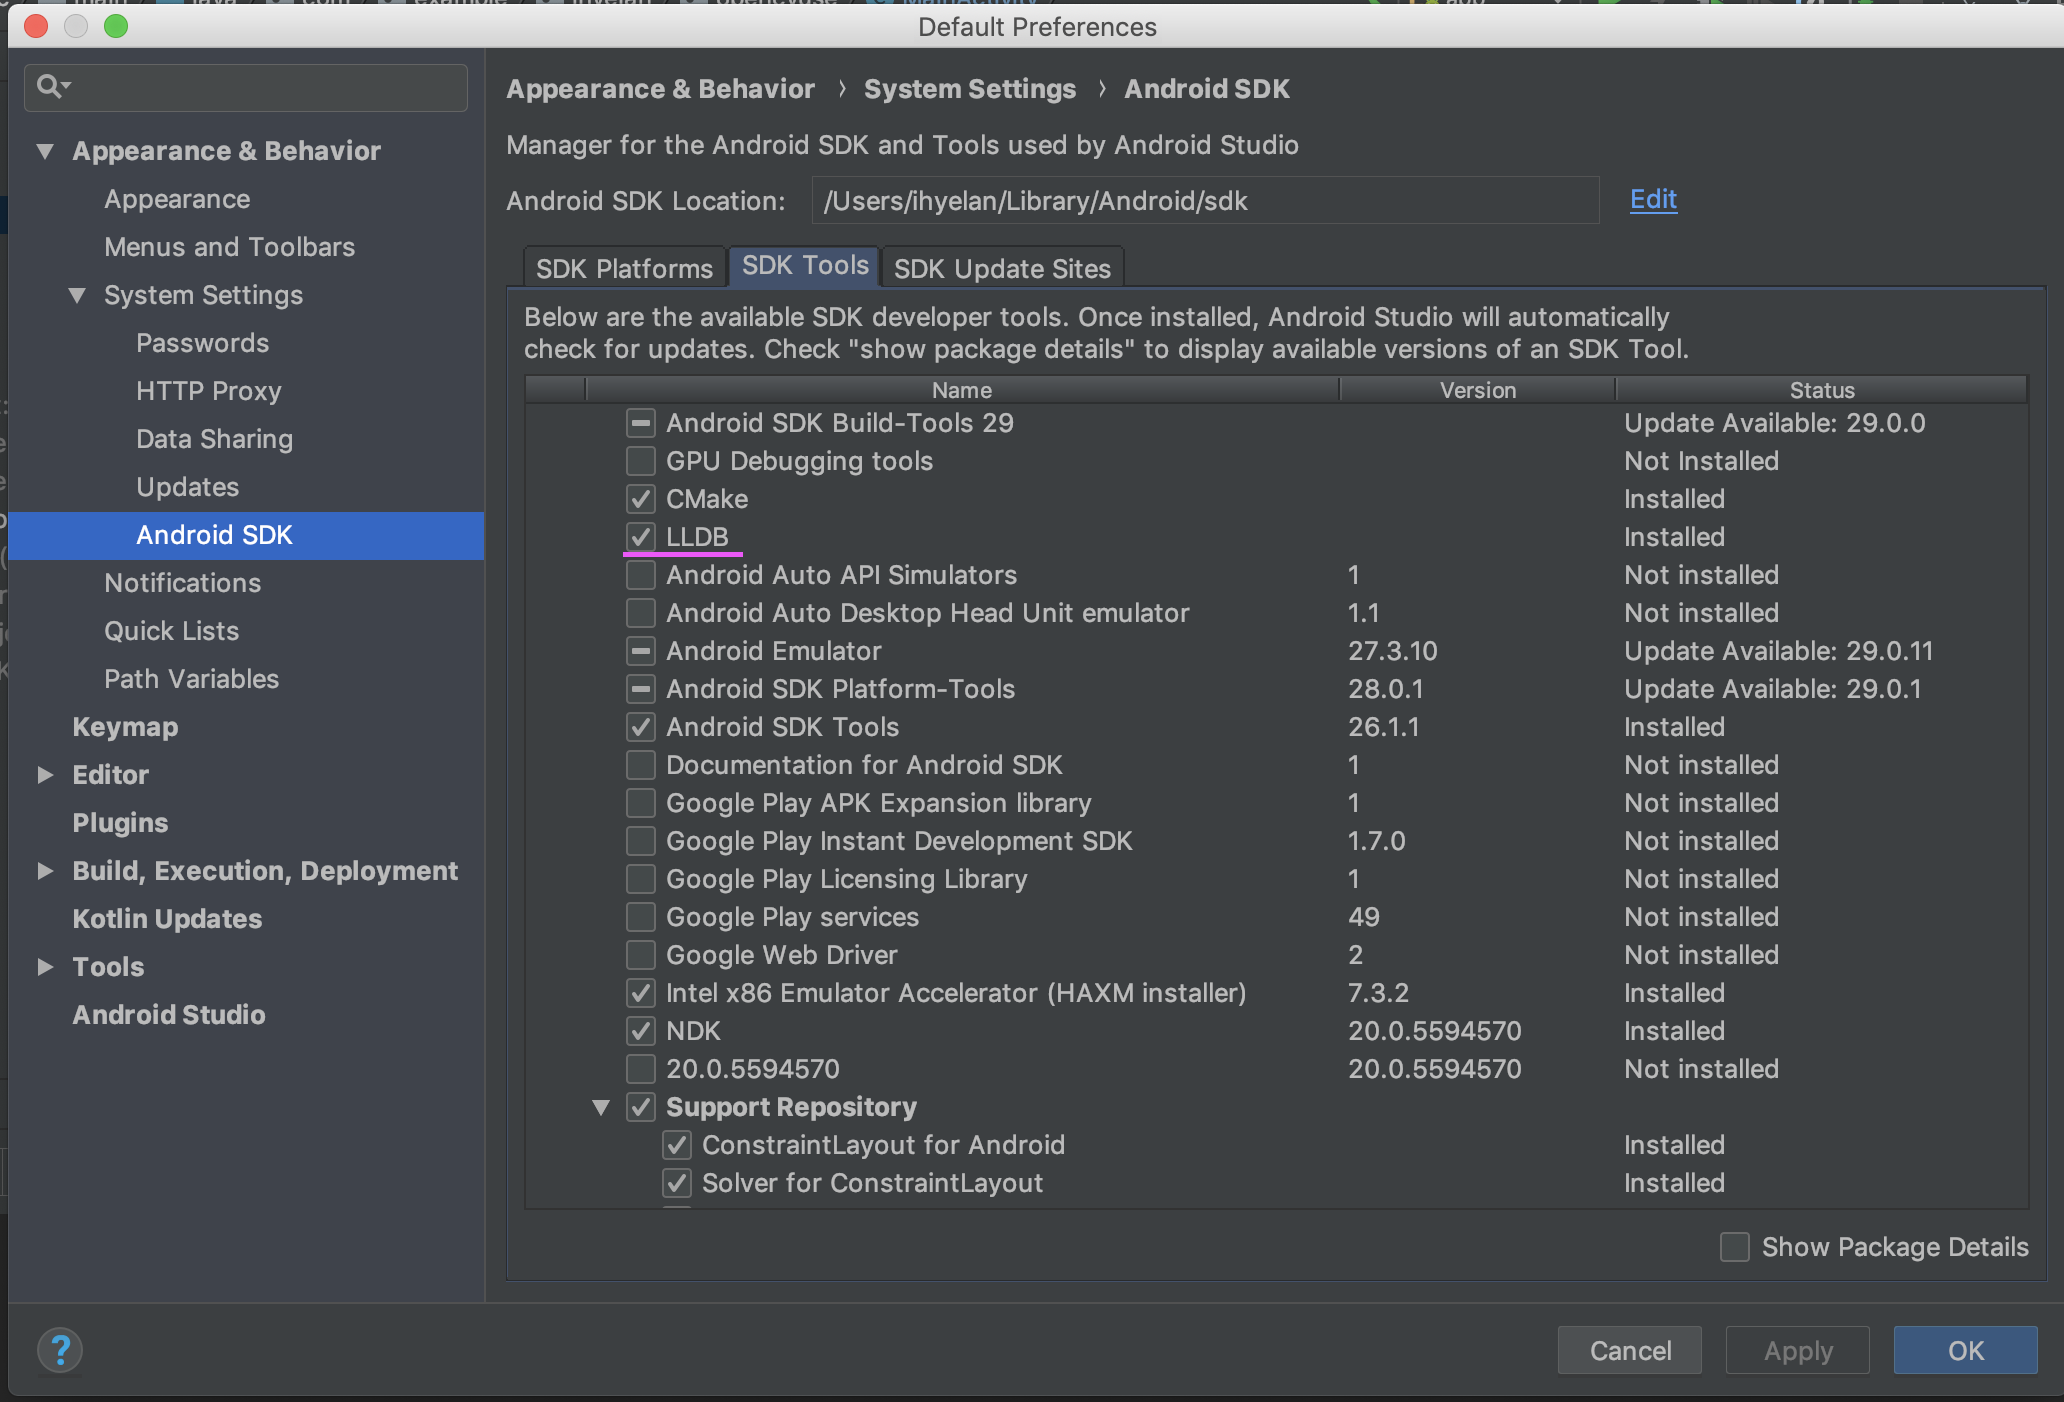 Default Preferences
Appearance & Behavior
Appearance
Menus and Toolbars
System Settings
Passwords
HTTP Proxy
Data Sharing
Updates
Android SDK
Notifications
Quick Lists
Path Variables
Keymap
Editor
Plugins
Build, Execution, Deployment
Kotlin Updates
Tools
Android Studio
Appearance & Behavior › System Settings › Android SDK
Manager for the Android SDK and Tools used by Android Studio
Android SDK Location: /Users/ihyelan/Library/Android/sdk Edit
SDK Platforms SDK Tools SDK Update Sites
Below are the available SDK developer tools. Once installed, Android Studio will automatically
check for updates. Check "show package details" to display available versions of an SDK Tool.
Name Version Status
Android SDK Build-Tools 29 Update Available: 29.0.0
GPU Debugging tools Not Installed
CMake Installed
LLDB Installed
Android Auto API Simulators 1 Not installed
Android Auto Desktop Head Unit emulator 1.1 Not installed
Android Emulator 27.3.10 Update Available: 29.0.11
Android SDK Platform-Tools 28.0.1 Update Available: 29.0.1
Android SDK Tools 26.1.1 Installed
Documentation for Android SDK 1 Not installed
Google Play APK Expansion library 1 Not installed
Google Play Instant Development SDK 1.7.0 Not installed
Google Play Licensing Library 1 Not installed
Google Play services 49 Not installed
Google Web Driver 2 Not installed
Intel x86 Emulator Accelerator (HAXM installer) 7.3.2 Installed
NDK 20.0.5594570 Installed
20.0.5594570 20.0.5594570 Not installed
Support Repository
ConstraintLayout for Android Installed
Solver for ConstraintLayout Installed
Show Package Details
? Cancel Apply OK